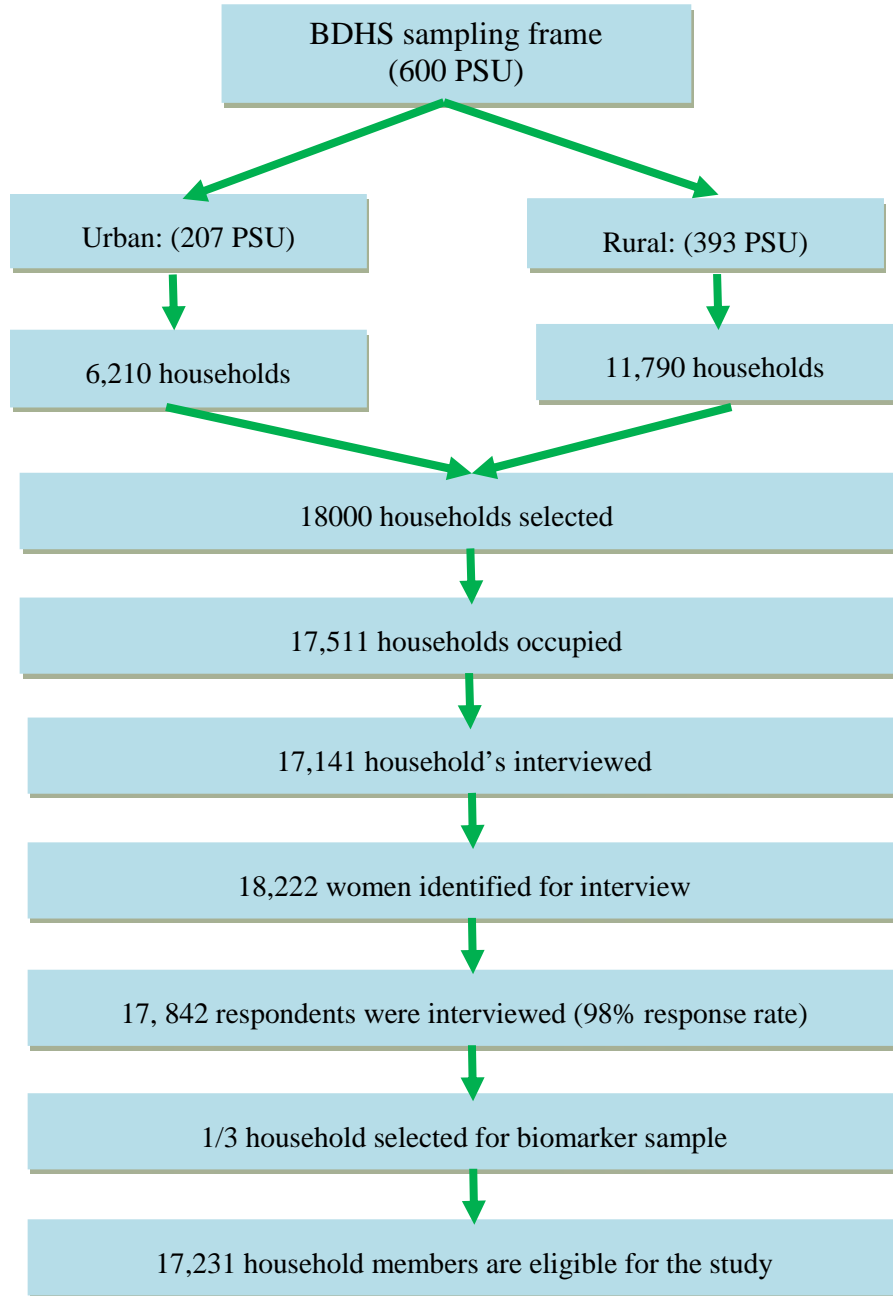 BDHS sampling frame
(600 PSU)
Urban: (207 PSU)
Rural: (393 PSU)
6,210 households
11,790 households
18000 households selected
17,511 households occupied
17,141 household’s interviewed
18,222 women identified for interview
17, 842 respondents were interviewed (98% response rate)
1/3 household selected for biomarker sample
17,231 household members are eligible for the study